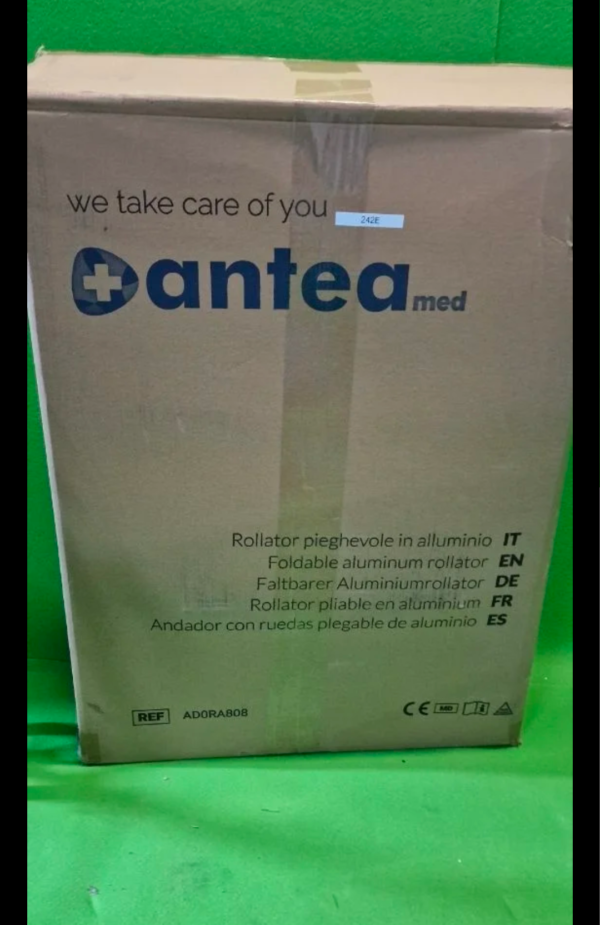 we take care of you
242E
antea med
Rollator pieghevole in alluminio IT
Foldable aluminum rollator EN
Faltbarer Aluminiumrollator DE
Rollator pliable en aluminium FR
Andador con ruedas plegable de aluminio ES
REF AD0RA808
CE MD